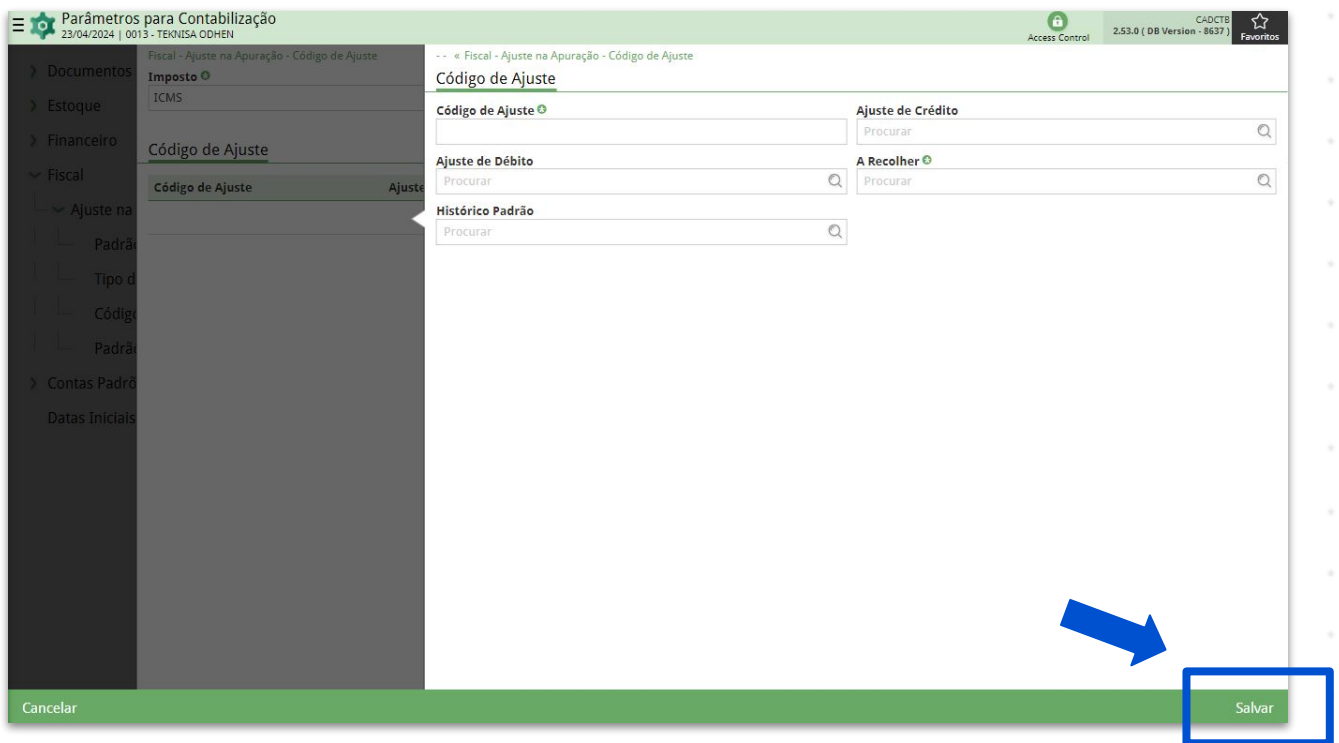 Parâmetros para Contabilização
23/04/2024 | 0013 - TEKNISA ODHEN
Access Control
CADCTB
2.53.0 ( DB Version - 8637 )
Favoritos
Documentos
Estoque
Financeiro
Fiscal
Ajuste na
Padrã
Tipo d
Códig
Padrã
Contas Padrõ
Datas Iniciais
Fiscal - Ajuste na Apuração - Código de Ajuste
Imposto
ICMS
Código de Ajuste
Código de Ajuste Ajuste
- - « Fiscal - Ajuste na Apuração - Código de Ajuste
Código de Ajuste
Código de Ajuste
Ajuste de Crédito
Procurar
Ajuste de Débito
Procurar
A Recolher
Procurar
Histórico Padrão
Procurar
Cancelar
Salvar